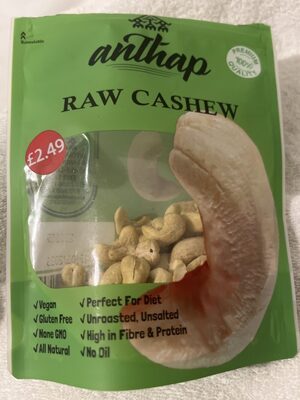 Resealable
anthap
PREMIUM
100%
QUALITY
RAW CASHEW
£2.49
✓ Vegan
✓ Gluten Free
✓ None GMO
✓ All Natural
✓ Perfect For Diet
✓ Unroasted, Unsalted
✓ High in Fibre & Protein
✓ No Oil